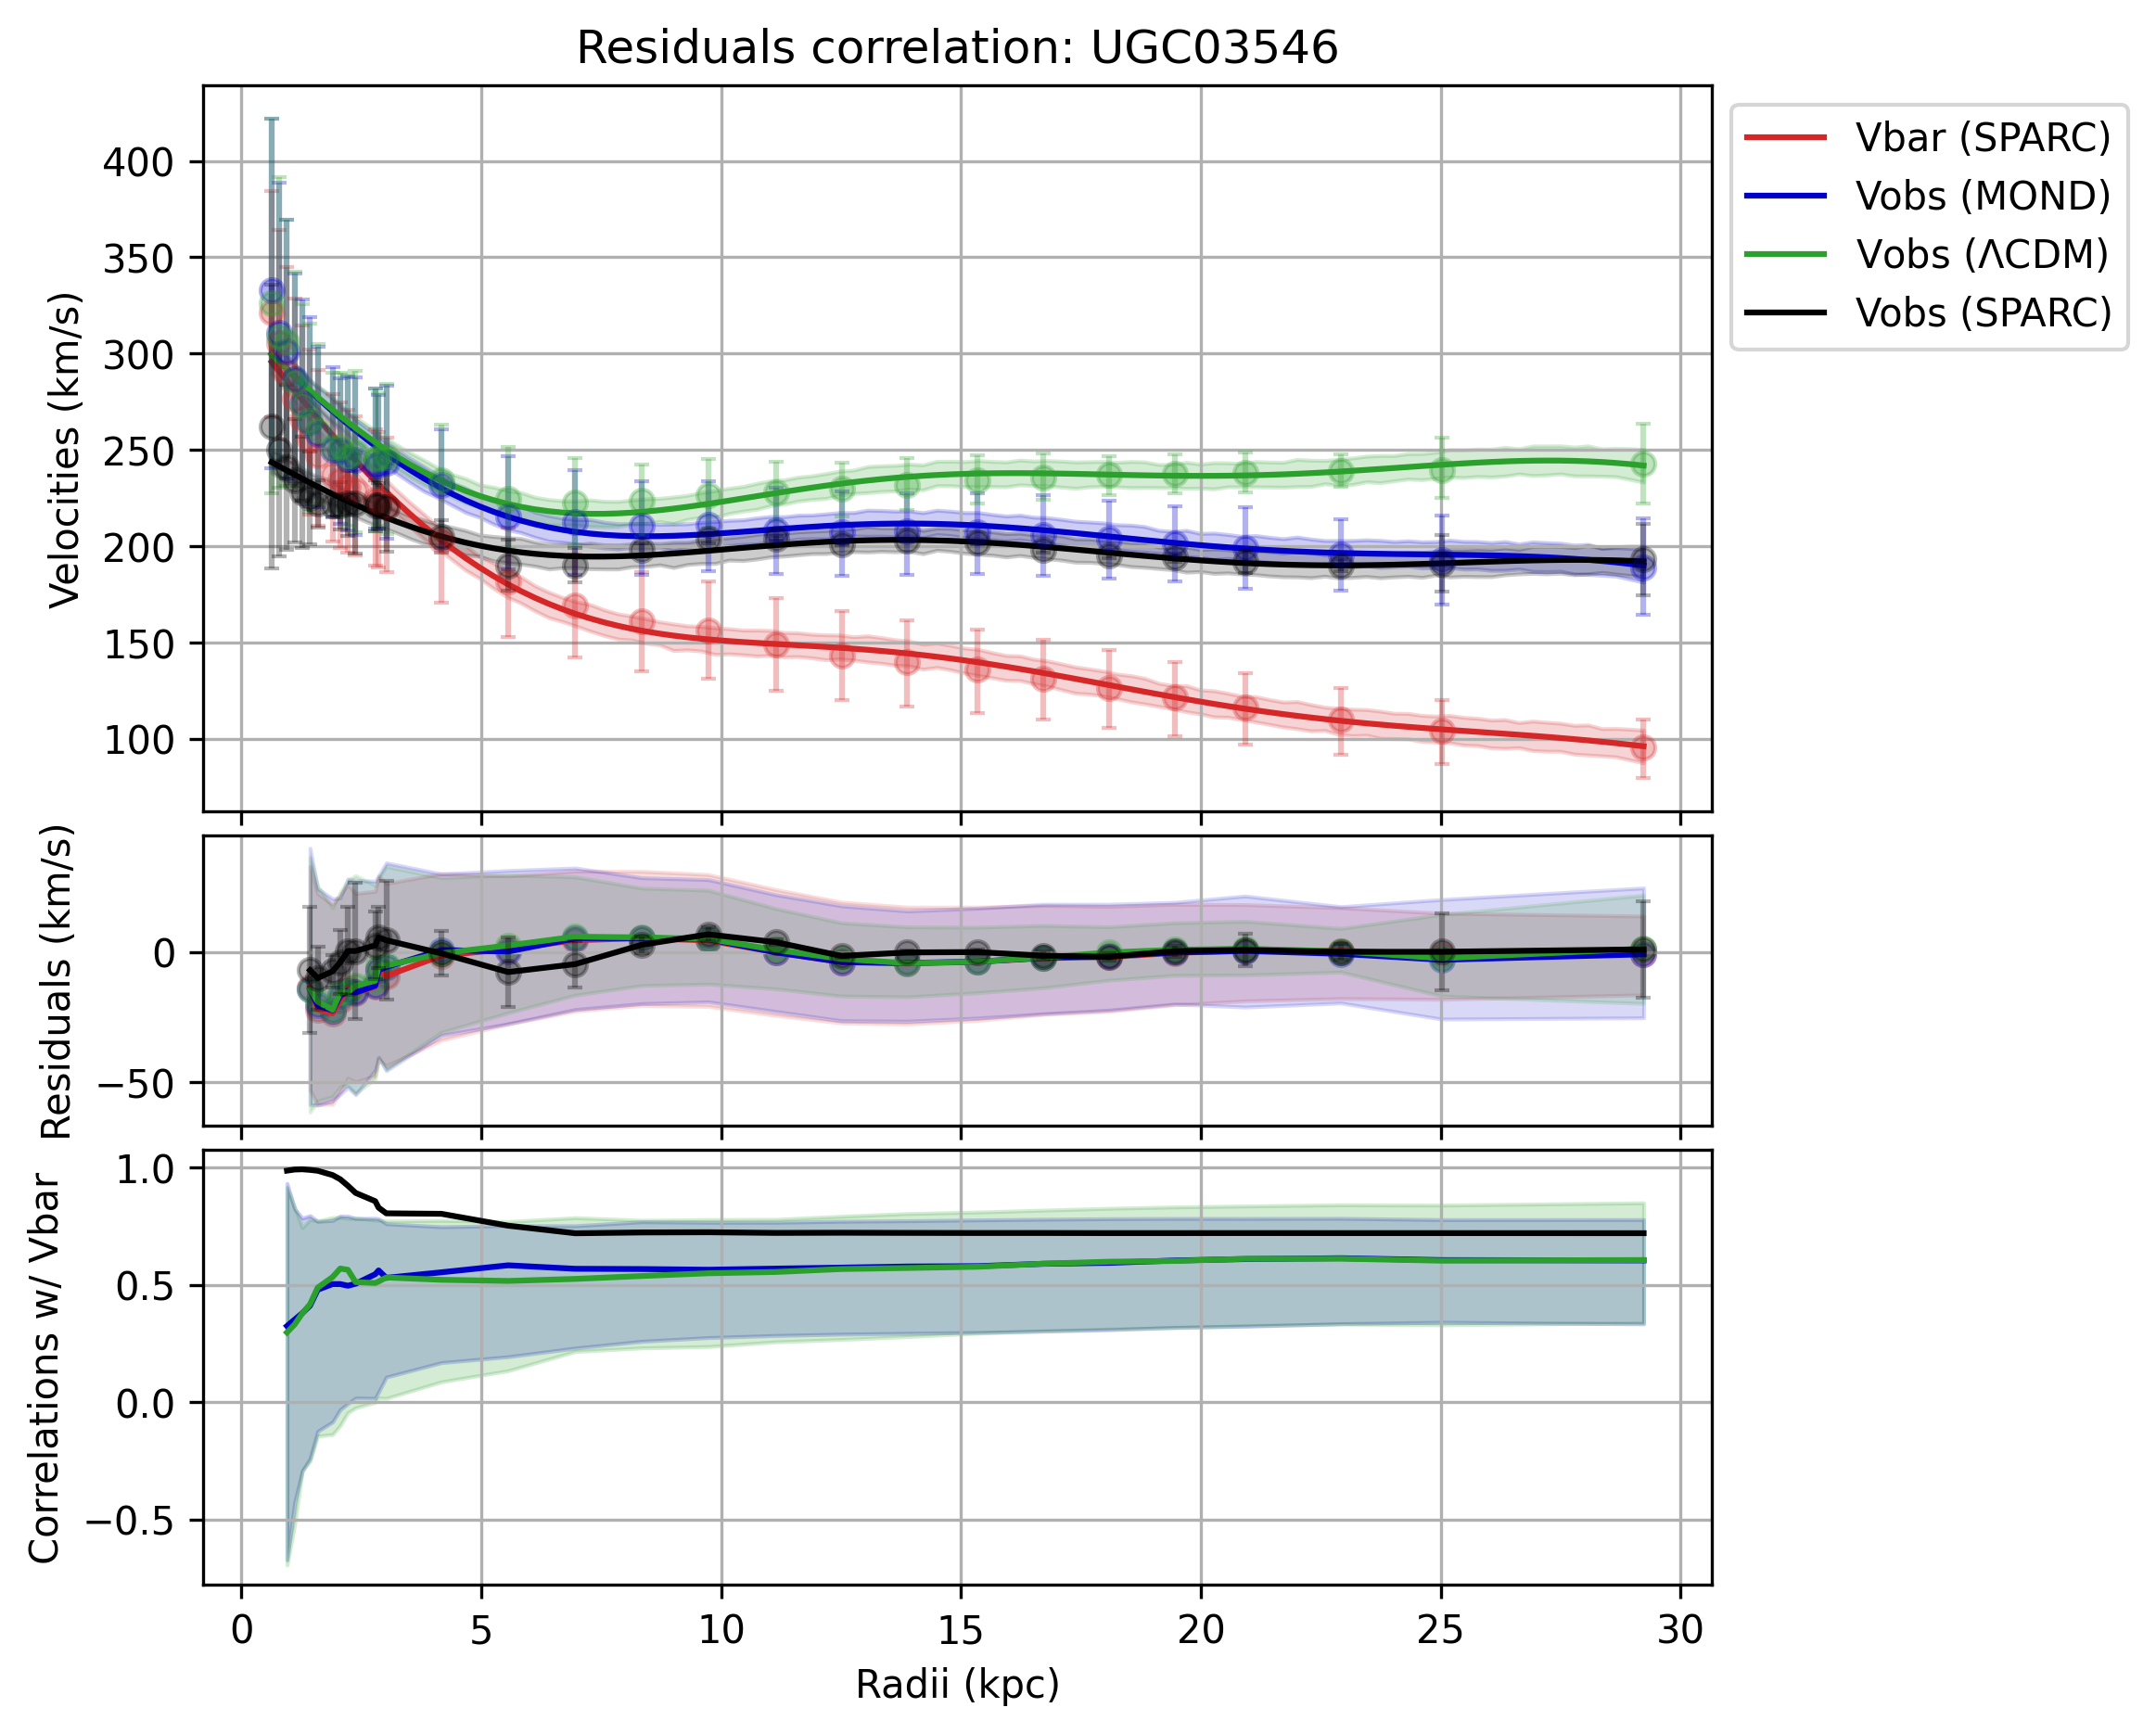 Residuals correlation: UGC03546
Velocities (km/s)
400
350
300
250
200
150
100
Vbar (SPARC)
Vobs (MOND)
Vobs (ΛCDM)
Vobs (SPARC)
Residuals (km/s)
0
−50
Correlations w/ Vbar
1.0
0.5
0.0
−0.5
0 5 10 15 20 25 30
Radii (kpc)